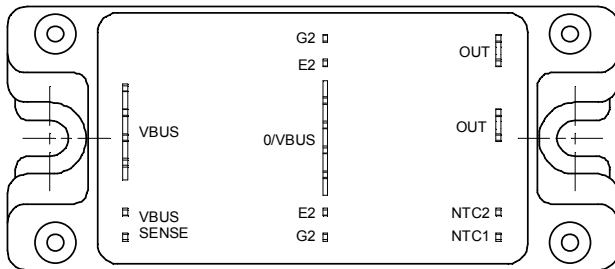 G2
OUT
E2
VBUS
0/VBUS
OUT
VBUS
SENSE
E2
G2
NTC2
NTC1